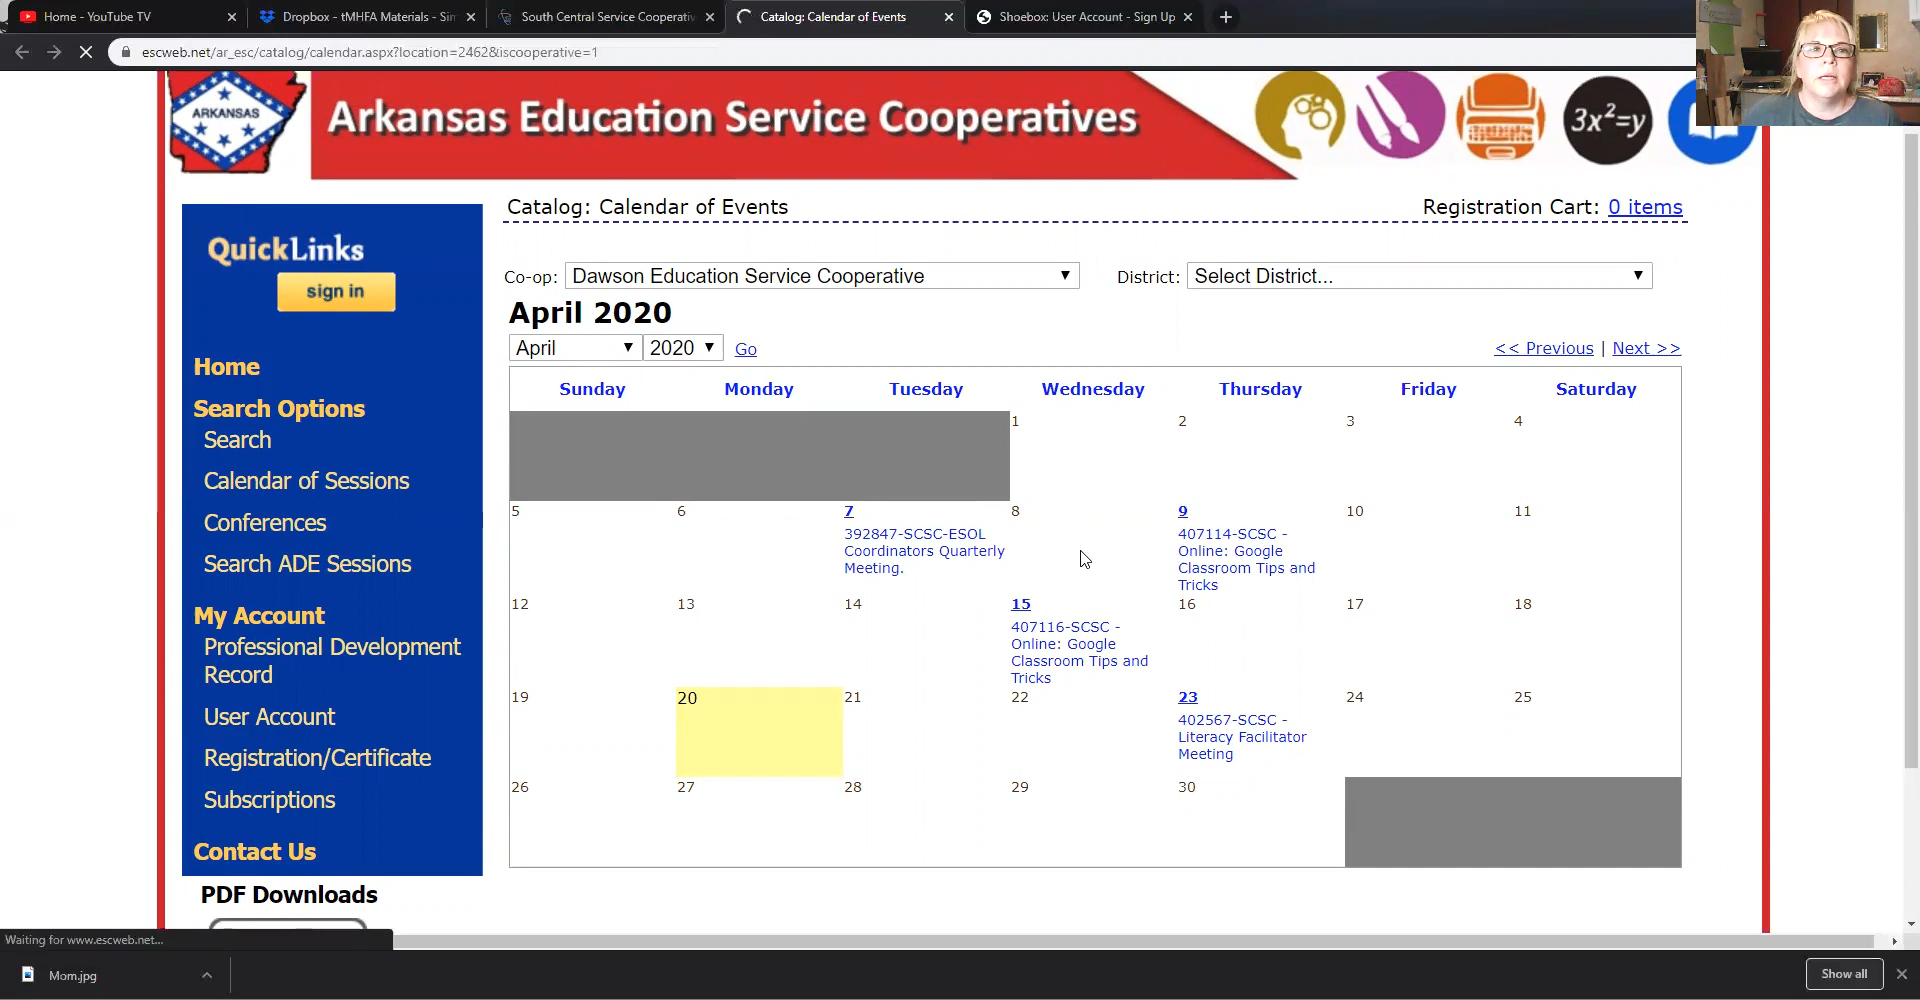 Home - YouTube TV
Dropbox - tMHFA Materials - Sim
South Central Service Cooperativ
Catalog: Calendar of Events
Shoebox: User Account - Sign Up
escweb.net/ar_esc/catalog/calendar.aspx?location=2462&iscooperative=1
ARKANSAS
Arkansas Education Service Cooperatives
3x²=y
QuickLinks
sign in
Home
Search Options
Search
Calendar of Sessions
Conferences
Search ADE Sessions
My Account
Professional Development
Record
User Account
Registration/Certificate
Subscriptions
Contact Us
PDF Downloads
Catalog: Calendar of Events
Registration Cart: 0 items
Co-op: Dawson Education Service Cooperative
District: Select District...
April 2020
April 2020 Go
<< Previous | Next >>
Sunday Monday Tuesday Wednesday Thursday Friday Saturday
1 2 3 4
5 6 7 8 9 10 11
392847-SCSC-ESOL
Coordinators Quarterly
Meeting.
407114-SCSC -
Online: Google
Classroom Tips and
Tricks
12 13 14 15 16 17 18
407116-SCSC -
Online: Google
Classroom Tips and
Tricks
19 20 21 22 23 24 25
402567-SCSC -
Literacy Facilitator
Meeting
26 27 28 29 30
Waiting for www.escweb.net...
Mom.jpg
Show all